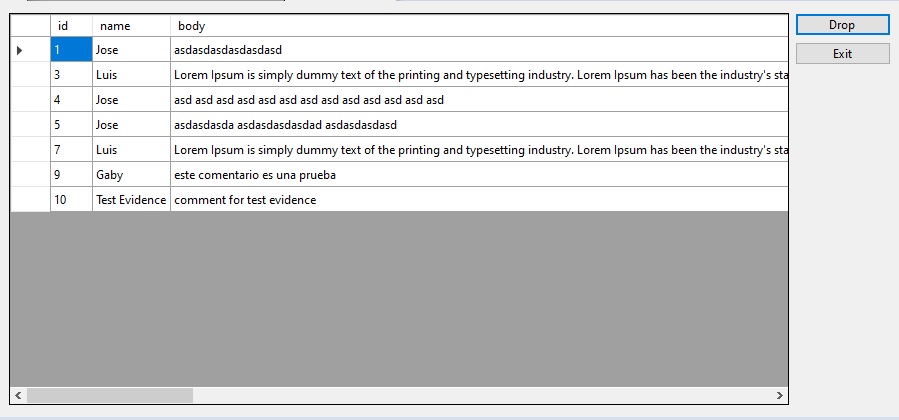 id name body
Drop
1 Jose asdasdasdasdasdasd
Exit
3 Luis Lorem Ipsum is simply dummy text of the printing and typesetting industry. Lorem Ipsum has been the industry's sta
4 Jose asd asd asd asd asd asd asd asd asd asd asd asd asd
5 Jose asdasdasda asdasdasdasdad asdasdasdasd
7 Luis Lorem Ipsum is simply dummy text of the printing and typesetting industry. Lorem Ipsum has been the industry's sta
9 Gaby este comentario es una prueba
10 Test Evidence comment for test evidence